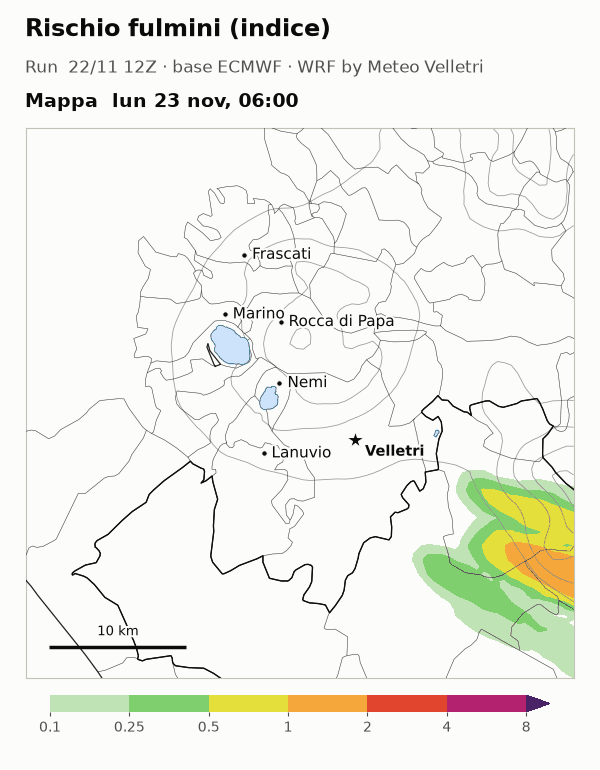 Rischio fulmini (indice)
Run  22/11 12Z · base ECMWF · WRF by Meteo Velletri
Mappa  lun 23 nov, 06:00
Frascati
Marino
Rocca di Papa
Nemi
Velletri
Lanuvio
10 km
0.1 0.25 0.5 1 2 4 8